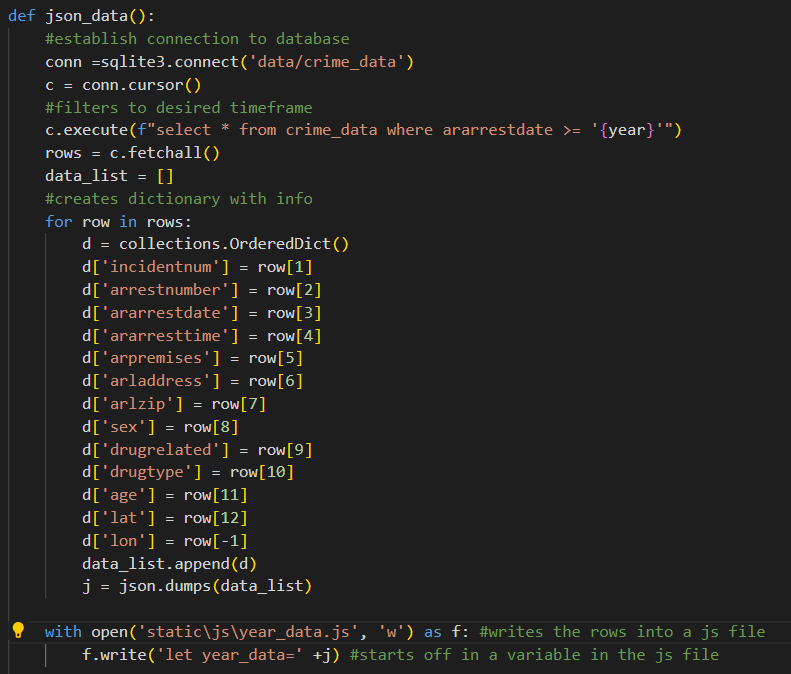 def json_data():
    #establish connection to database
    conn =sqlite3.connect('data/crime_data')
    c = conn.cursor()
    #filters to desired timeframe
    c.execute(f"select * from crime_data where ararrestdate >= '{year}'")
    rows = c.fetchall()
    data_list = []
    #creates dictionary with info
    for row in rows:
        d = collections.OrderedDict()
        d['incidentnum'] = row[1]
        d['arrestnumber'] = row[2]
        d['ararrestdate'] = row[3]
        d['ararresttime'] = row[4]
        d['arpremises'] = row[5]
        d['arladdress'] = row[6]
        d['arlzip'] = row[7]
        d['sex'] = row[8]
        d['drugrelated'] = row[9]
        d['drugtype'] = row[10]
        d['age'] = row[11]
        d['lat'] = row[12]
        d['lon'] = row[-1]
        data_list.append(d)
        j = json.dumps(data_list)
    with open('static\js\year_data.js', 'w') as f: #writes the rows into a js file
        f.write('let year_data=' +j) #starts off in a variable in the js file